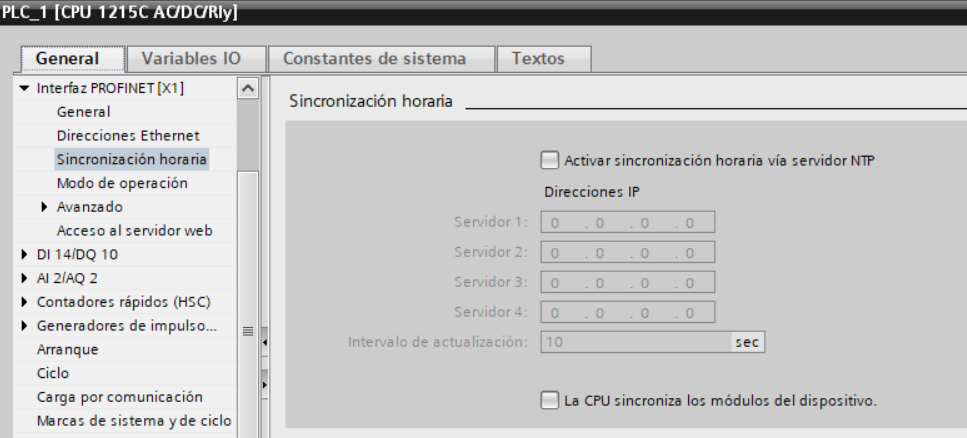 PLC_1 [CPU 1215C AC/DC/Rly]
General
Variables IO
Constantes de sistema
Textos
Interfaz PROFINET [X1]
General
Direcciones Ethernet
Sincronización horaria
Modo de operación
Avanzado
Acceso al servidor web
DI 14/DQ 10
AI 2/AQ 2
Contadores rápidos (HSC)
Generadores de impulso...
Arranque
Ciclo
Carga por comunicación
Marcas de sistema y de ciclo
Sincronización horaria
Activar sincronización horaria vía servidor NTP
Direcciones IP
Servidor 1: 0 . 0 . 0 . 0
Servidor 2: 0 . 0 . 0 . 0
Servidor 3: 0 . 0 . 0 . 0
Servidor 4: 0 . 0 . 0 . 0
Intervalo de actualización: 10 sec
La CPU sincroniza los módulos del dispositivo.